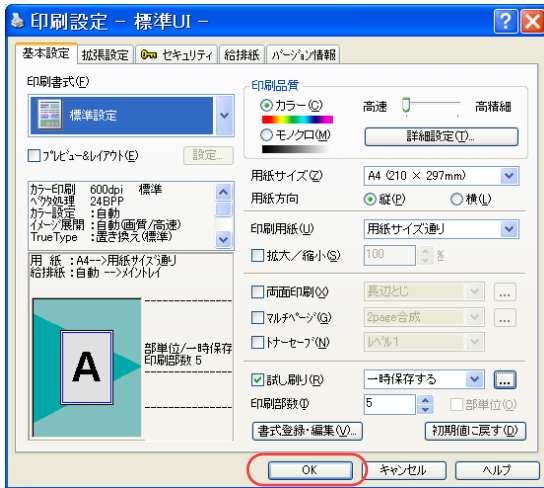 印刷設定 － 標準UI －
基本設定 拡張設定 セキュリティ 給排紙 バージョン情報
印刷書式(F)
標準設定
プレビュー&レイアウト(E) 設定...
カラー印刷 600dpi 標準
ベクタ処理 24BPP
カラー設定 :自動
イメージ展開 :自動(画質/高速)
TrueType :置き換え(標準)
用 紙 :A4-->用紙サイズ通り
給排紙 :自動 -->メイントレイ
A
部単位/一時保存
印刷部数 5
印刷品質
カラー(C) 高速 高精細
モノクロ(M) 詳細設定(T)...
用紙サイズ(Z) A4 (210 × 297mm)
用紙方向 縦(P) 横(L)
印刷用紙(U) 用紙サイズ通り
拡大／縮小(S) 100 %
両面印刷(X) 長辺とじ ...
マルチページ(G) 2page合成 ...
トナーセーブ(N) レベル1
試し刷り(R) 一時保存する ...
印刷部数(I) 5 部単位(O)
書式登録・編集(V)... 初期値に戻す(D)
OK キャンセル ヘルプ